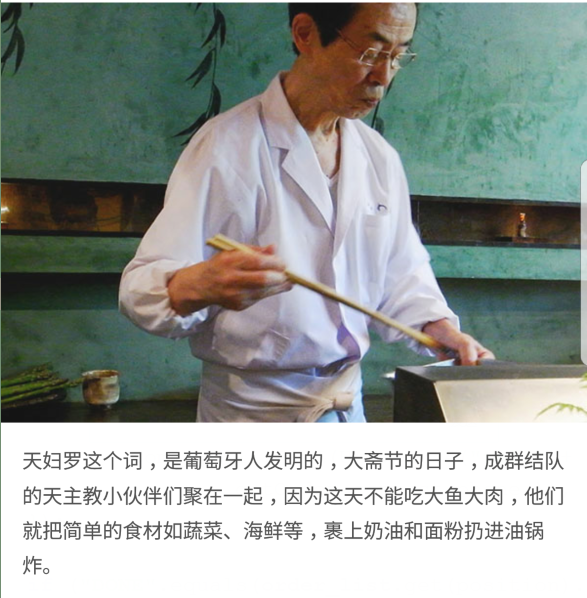 天妇罗这个词，是葡萄牙人发明的，大斋节的日子，成群结队
的天主教小伙伴们聚在一起，因为这天不能吃大鱼大肉，他们
就把简单的食材如蔬菜、海鲜等，裹上奶油和面粉扔进油锅
炸。